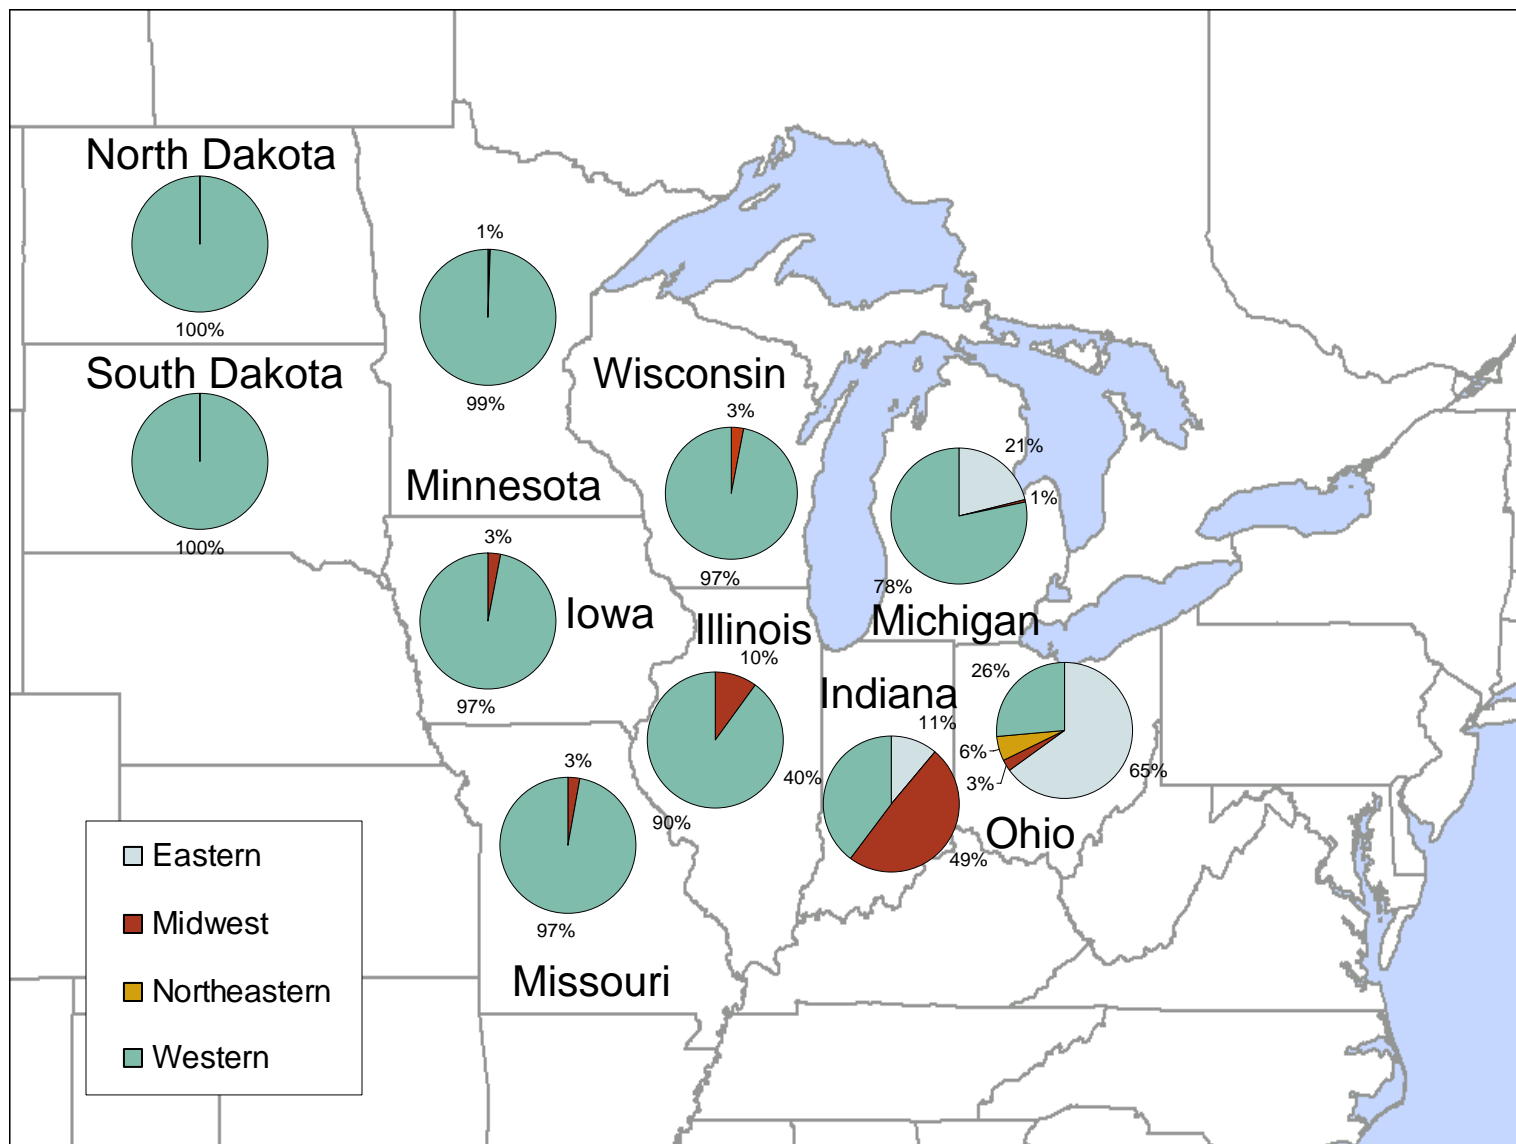 North Dakota
100%
South Dakota
100%
1%
99%
Minnesota
Wisconsin
3%
97%
21%
1%
78%
Michigan
3%
Iowa
97%
Illinois
10%
90%
Indiana
11%
40%
49%
26%
6%
3%
65%
Ohio
3%
97%
Missouri
Eastern
Midwest
Northeastern
Western